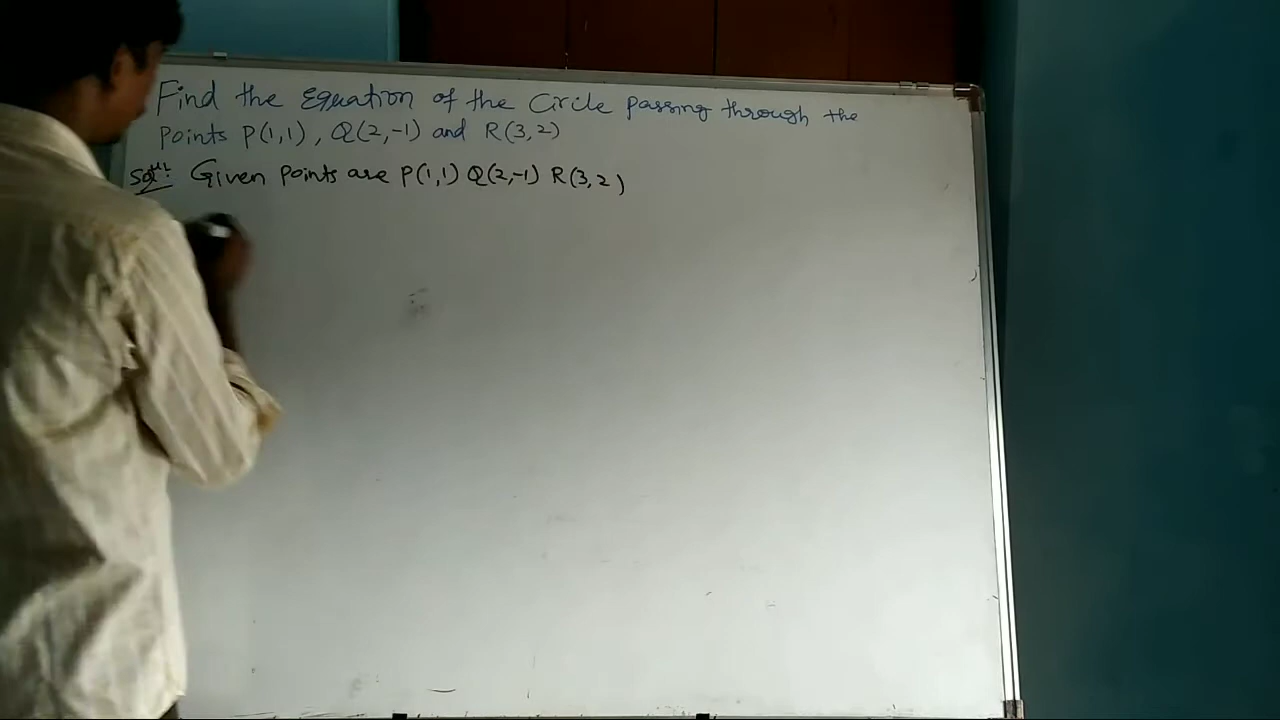 Find the Equation of the Circle passing through the
points P(1,1), Q(2,-1) and R(3,2)
Solⁿ: Given points are P(1,1) Q(2,-1) R(3,2)